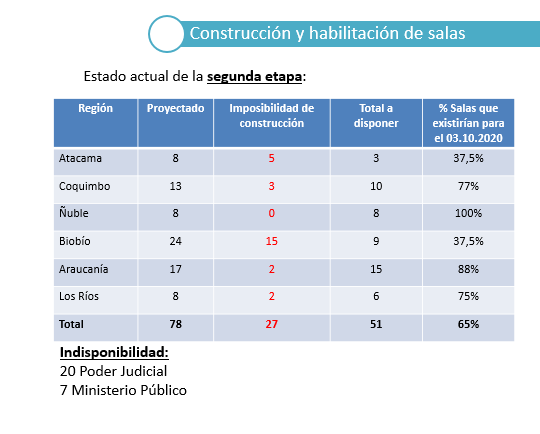 Construcción y habilitación de salas
Estado actual de la segunda etapa:
Región Proyectado Imposibilidad de construcción Total a disponer % Salas que existirían para el 03.10.2020
Atacama 8 5 3 37,5%
Coquimbo 13 3 10 77%
Ñuble 8 0 8 100%
Biobío 24 15 9 37,5%
Araucanía 17 2 15 88%
Los Ríos 8 2 6 75%
Total 78 27 51 65%
Indisponibilidad:
20 Poder Judicial
7 Ministerio Público